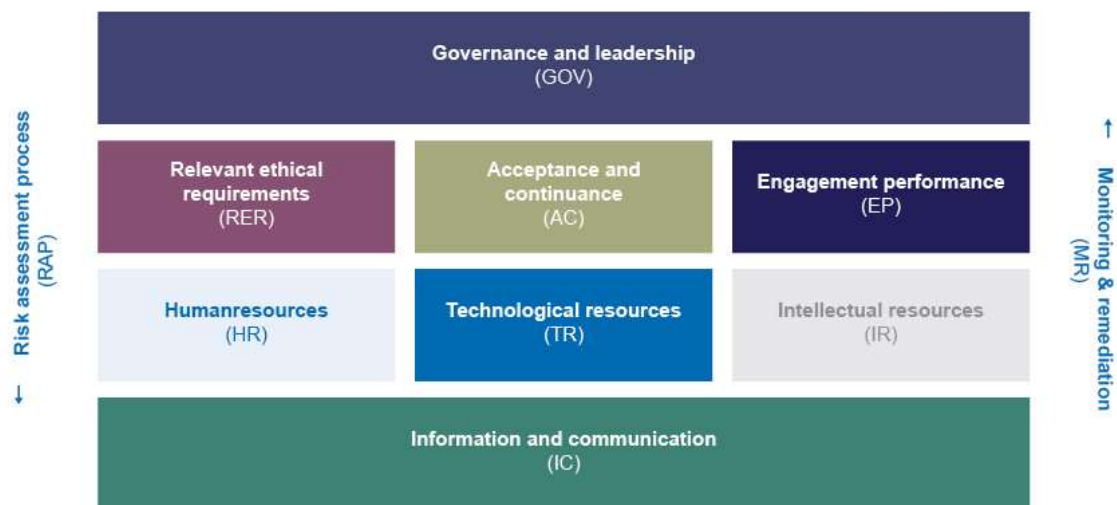 Governance and leadership
(GOV)
← Risk assessment process
(RAP)
Relevant ethical
requirements
(RER)
Acceptance and
continuance
(AC)
Engagement performance
(EP)
Monitoring & remediation →
(MR)
Humanresources
(HR)
Technological resources
(TR)
Intellectual resources
(IR)
Information and communication
(IC)